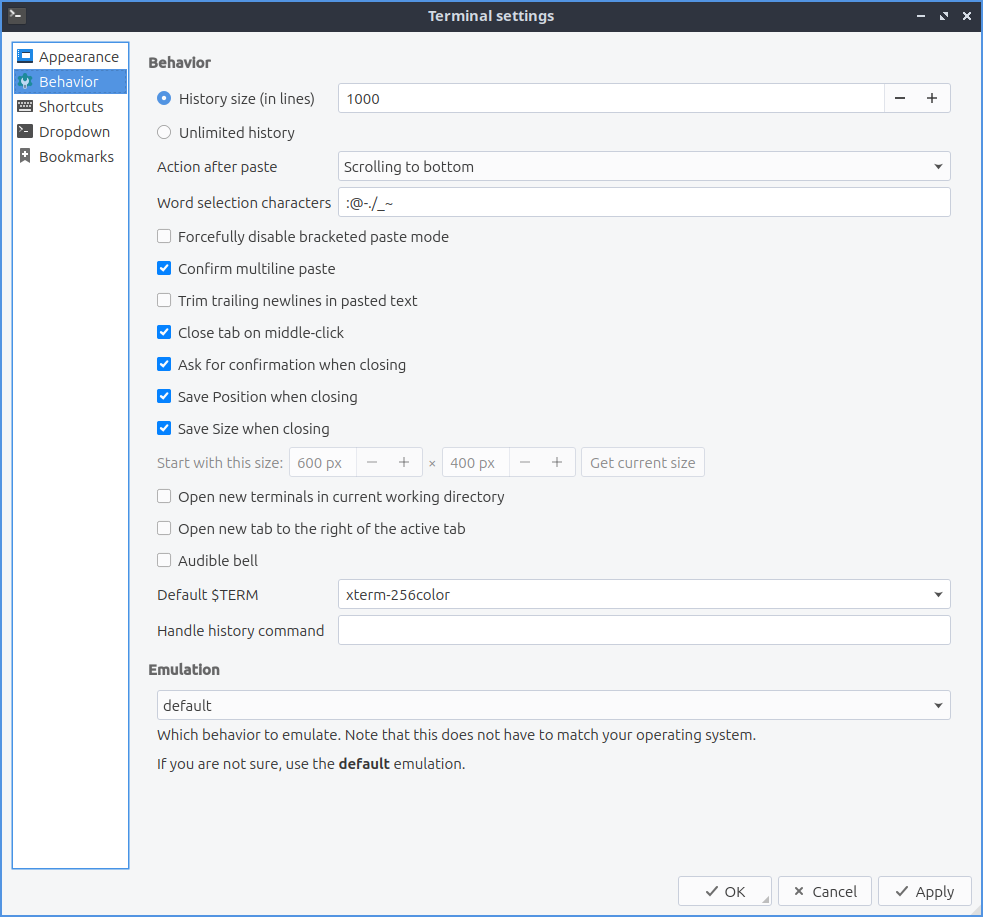 Terminal settings
Appearance
Behavior
Shortcuts
Dropdown
Bookmarks
Behavior
History size (in lines) 1000
Unlimited history
Action after paste Scrolling to bottom
Word selection characters :@-./_~
Forcefully disable bracketed paste mode
Confirm multiline paste
Trim trailing newlines in pasted text
Close tab on middle-click
Ask for confirmation when closing
Save Position when closing
Save Size when closing
Start with this size: 600 px × 400 px Get current size
Open new terminals in current working directory
Open new tab to the right of the active tab
Audible bell
Default $TERM xterm-256color
Handle history command
Emulation
default
Which behavior to emulate. Note that this does not have to match your operating system.
If you are not sure, use the default emulation.
OK Cancel Apply